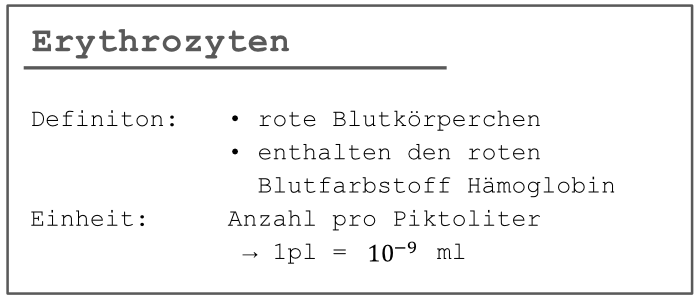 Erythrozyten
Definiton: • rote Blutkörperchen
• enthalten den roten
Blutfarbstoff Hämoglobin
Einheit: Anzahl pro Piktoliter
→ 1pl = 10⁻⁹ ml